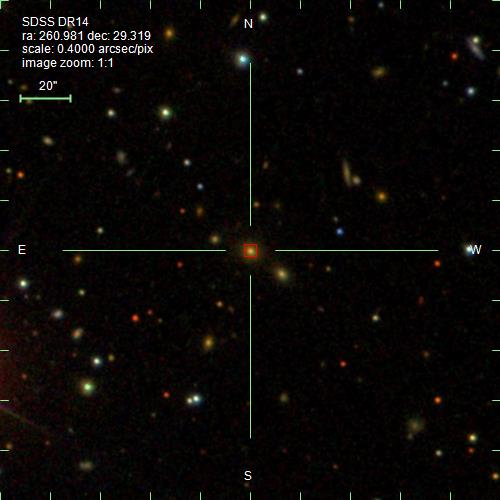 SDSS DR14
ra: 260.981 dec: 29.319
scale: 0.4000 arcsec/pix
image zoom: 1:1
20"
N
E
W
S